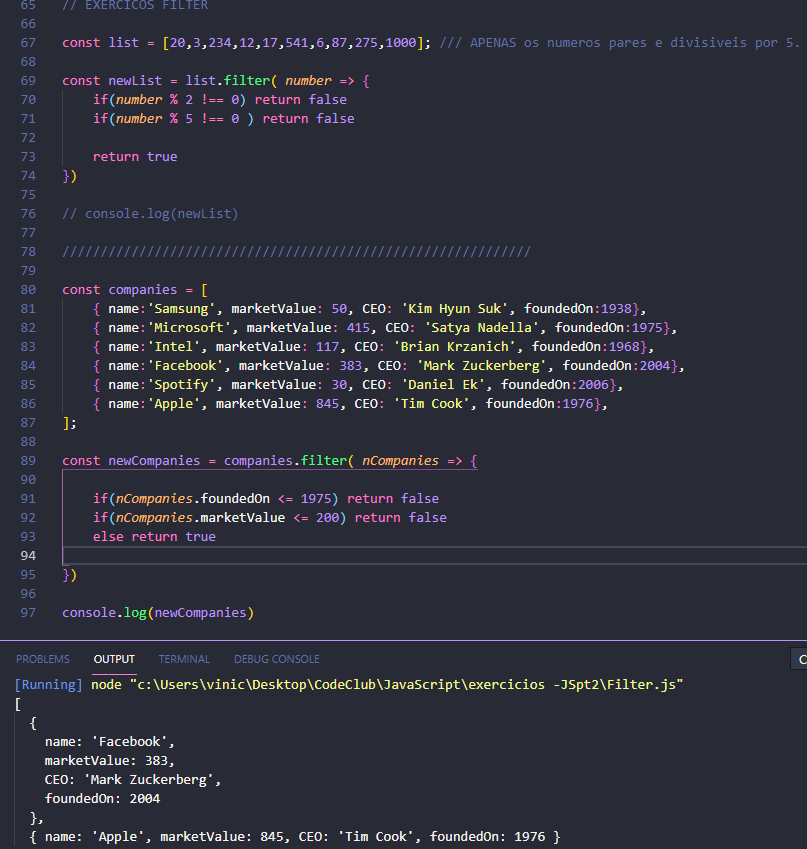 65 // EXERCICOS FILTER
66
67 const list = [20,3,234,12,17,541,6,87,275,1000]; /// APENAS os numeros pares e divisiveis por 5.
68
69 const newList = list.filter( number => {
70 if(number % 2 !== 0) return false
71 if(number % 5 !== 0 ) return false
72
73 return true
74 })
75
76 // console.log(newList)
77
78 /////////////////////////////////////////////////////////////
79
80 const companies = [
81 { name:'Samsung', marketValue: 50, CEO: 'Kim Hyun Suk', foundedOn:1938},
82 { name:'Microsoft', marketValue: 415, CEO: 'Satya Nadella', foundedOn:1975},
83 { name:'Intel', marketValue: 117, CEO: 'Brian Krzanich', foundedOn:1968},
84 { name:'Facebook', marketValue: 383, CEO: 'Mark Zuckerberg', foundedOn:2004},
85 { name:'Spotify', marketValue: 30, CEO: 'Daniel Ek', foundedOn:2006},
86 { name:'Apple', marketValue: 845, CEO: 'Tim Cook', foundedOn:1976},
87 ];
88
89 const newCompanies = companies.filter( nCompanies => {
90
91 if(nCompanies.foundedOn <= 1975) return false
92 if(nCompanies.marketValue <= 200) return false
93 else return true
94
95 })
96
97 console.log(newCompanies)
PROBLEMS OUTPUT TERMINAL DEBUG CONSOLE C
[Running] node "c:\Users\vinic\Desktop\CodeClub\JavaScript\exercicios -JSpt2\Filter.js"
[
{
name: 'Facebook',
marketValue: 383,
CEO: 'Mark Zuckerberg',
foundedOn: 2004
},
{ name: 'Apple', marketValue: 845, CEO: 'Tim Cook', foundedOn: 1976 }